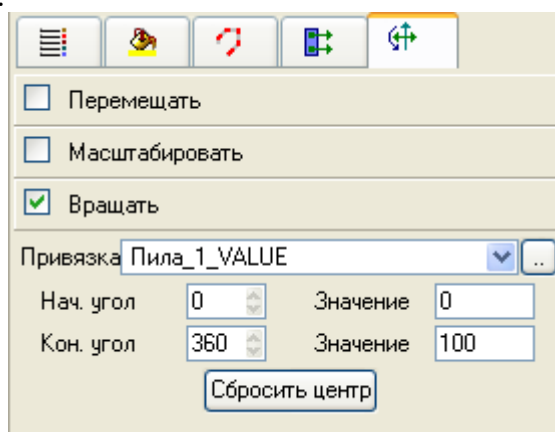 Перемещать
Масштабировать
Вращать
Привязка Пила_1_VALUE ..
Нач. угол 0 Значение 0
Кон. угол 360 Значение 100
Сбросить центр